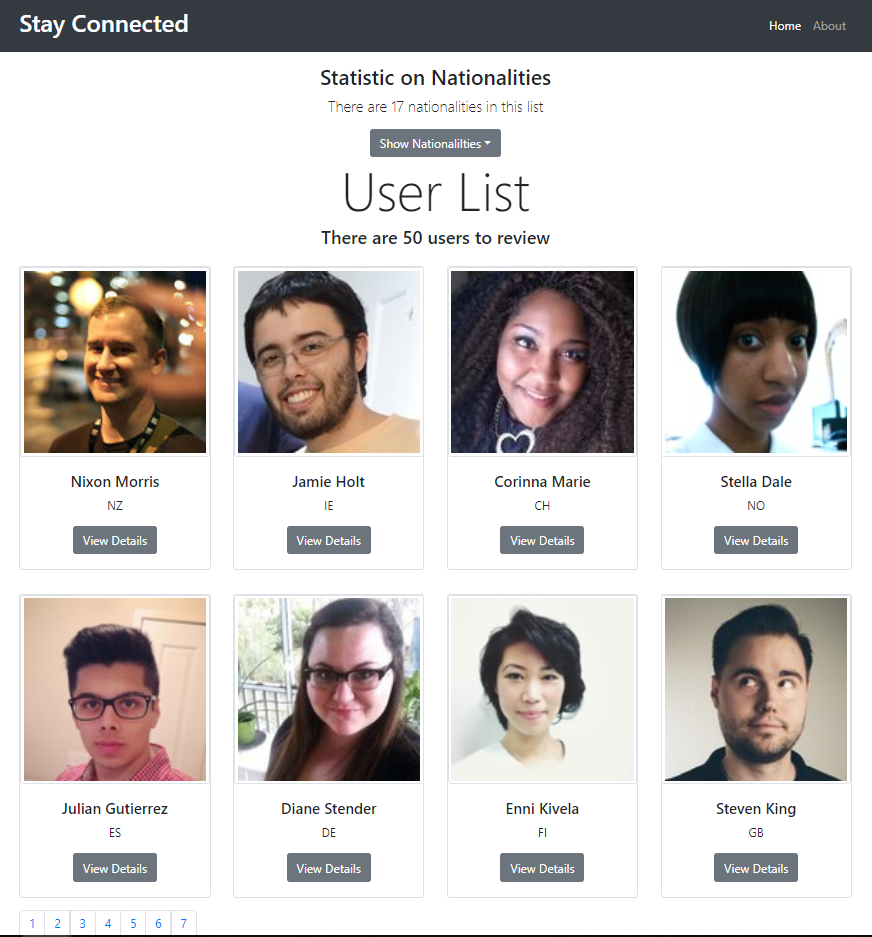 Stay Connected
Home About
Statistic on Nationalities
There are 17 nationalities in this list
Show Nationalilties
User List
There are 50 users to review
Nixon Morris
NZ
View Details
Jamie Holt
IE
View Details
Corinna Marie
CH
View Details
Stella Dale
NO
View Details
Julian Gutierrez
ES
View Details
Diane Stender
DE
View Details
Enni Kivela
FI
View Details
Steven King
GB
View Details
1 2 3 4 5 6 7